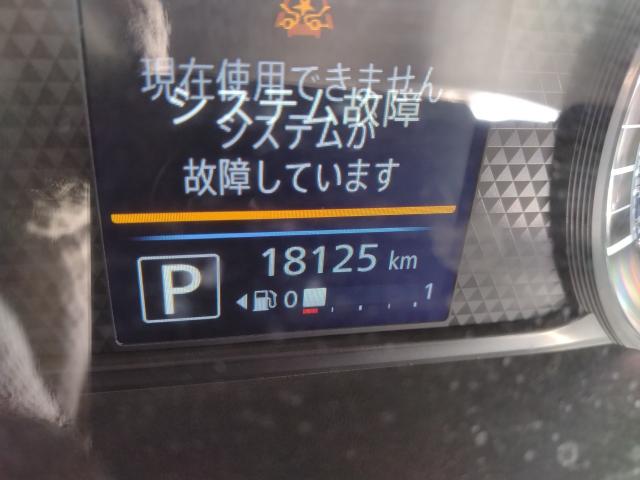 現在使用できません
システム故障
システムが
故障しています
18125 km
P
0
1